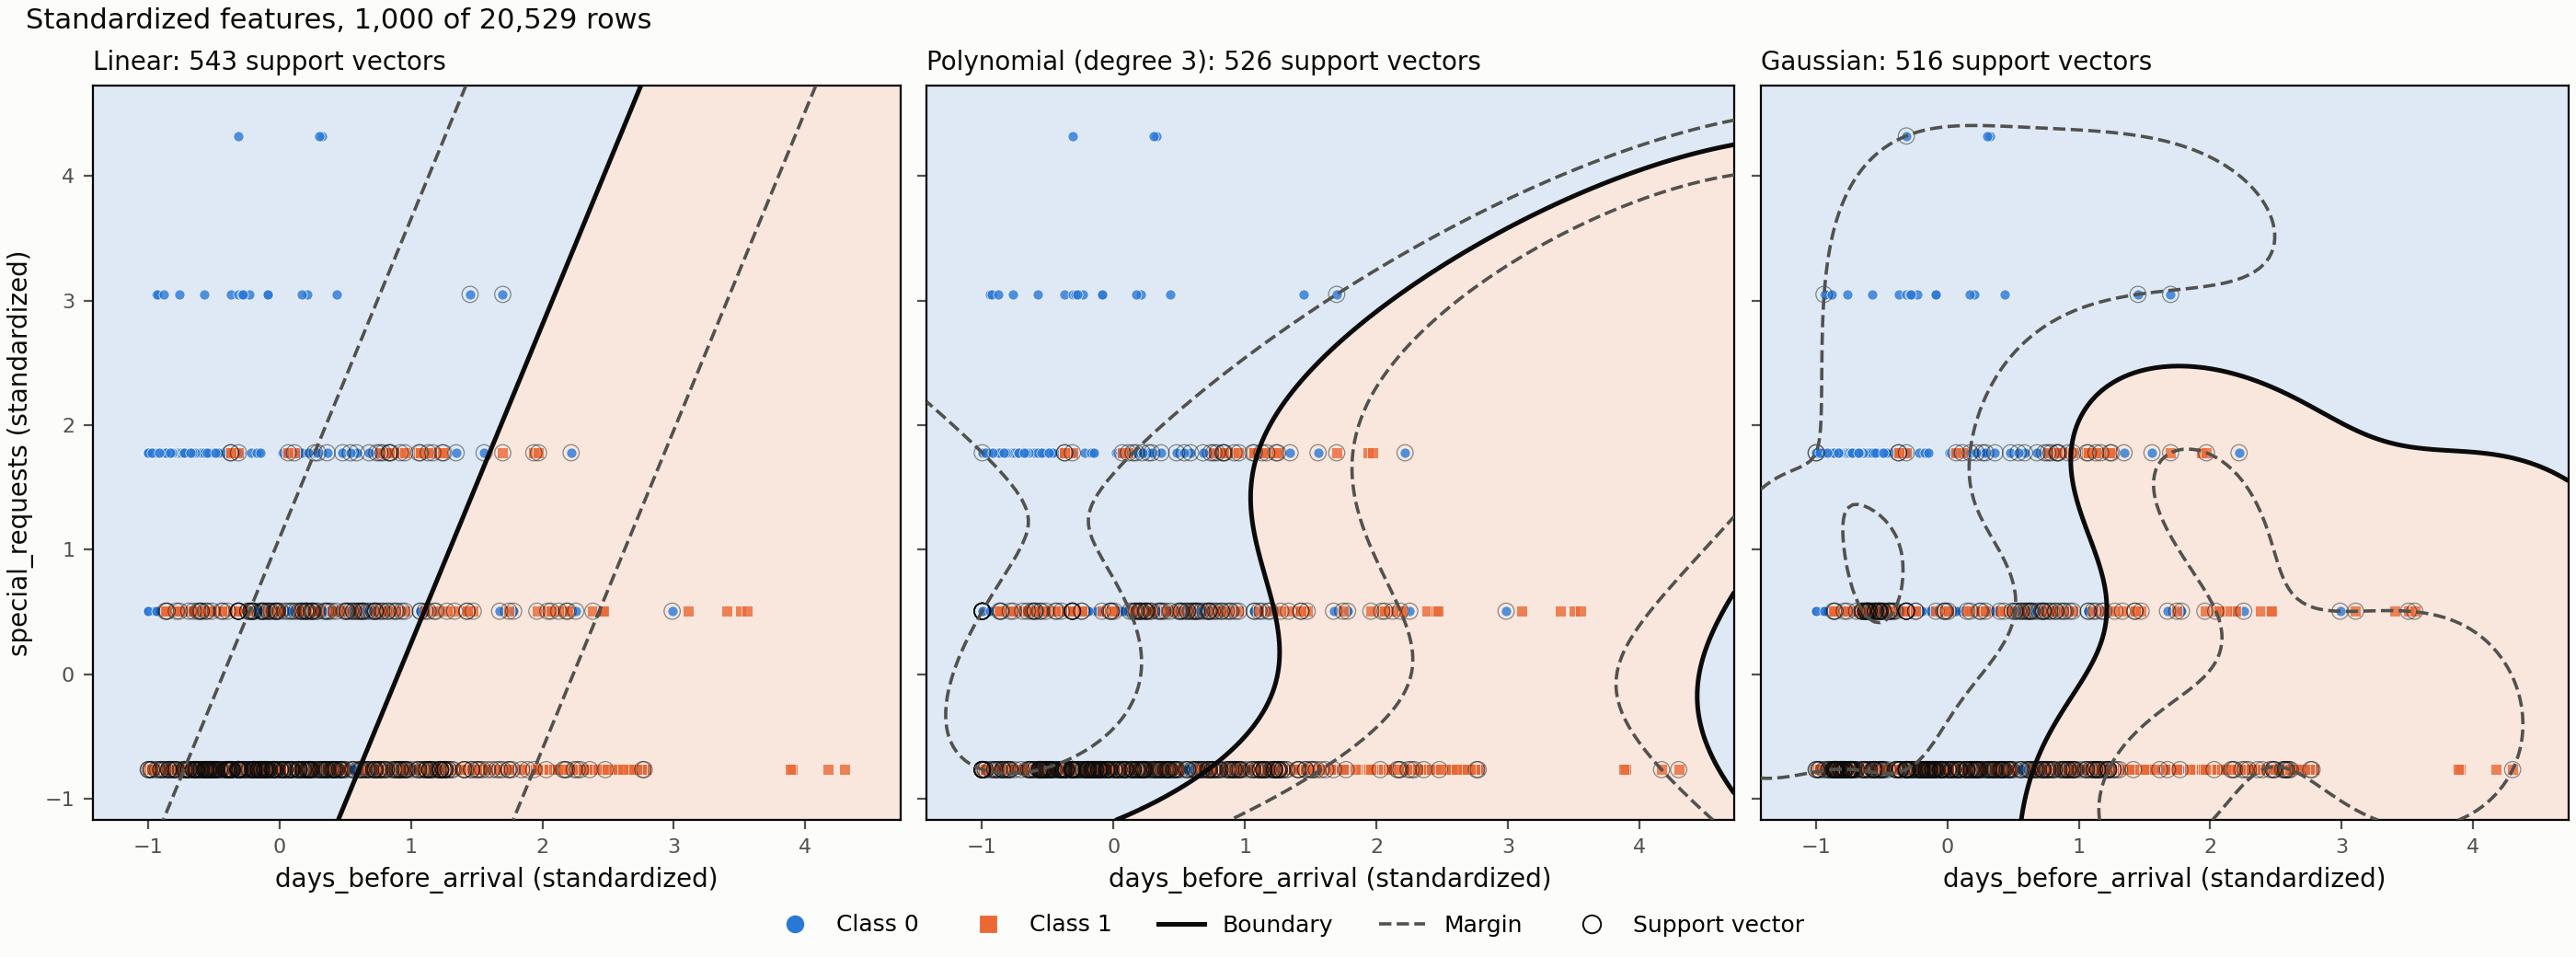 Standardized features, 1,000 of 20,529 rows
Linear: 543 support vectors
Polynomial (degree 3): 526 support vectors
Gaussian: 516 support vectors
special_requests (standardized)
4
3
2
1
0
−1
−1 0 1 2 3 4
−1 0 1 2 3 4
−1 0 1 2 3 4
days_before_arrival (standardized)
days_before_arrival (standardized)
days_before_arrival (standardized)
Class 0 Class 1 Boundary Margin Support vector